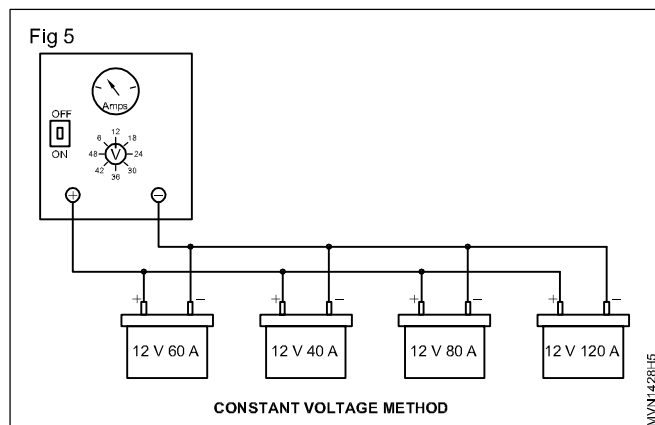 Fig 5
Amps
OFF
ON
12
6 18
48 V 24
42 30
36
+ −
+ − + − + − + −
12 V 60 A 12 V 40 A 12 V 80 A 12 V 120 A
CONSTANT VOLTAGE METHOD
MVN1428H5